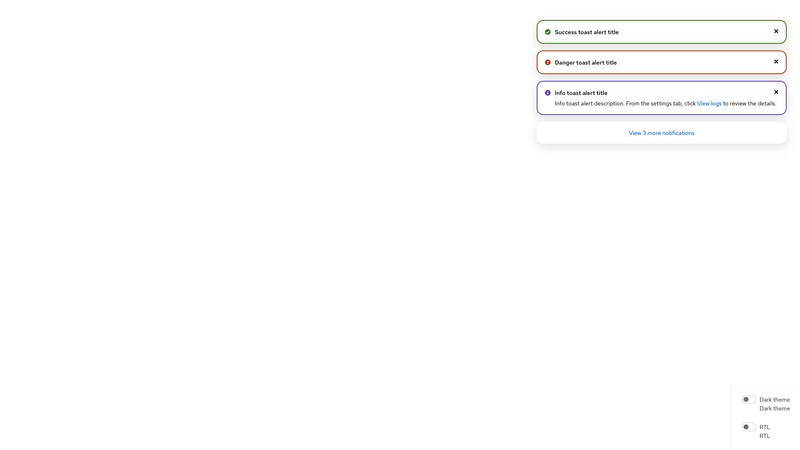 Success toast alert title
Danger toast alert title
Info toast alert title
Info toast alert description. From the settings tab, click View logs to review the details.
View 3 more notifications
Dark theme
Dark theme
RTL
RTL